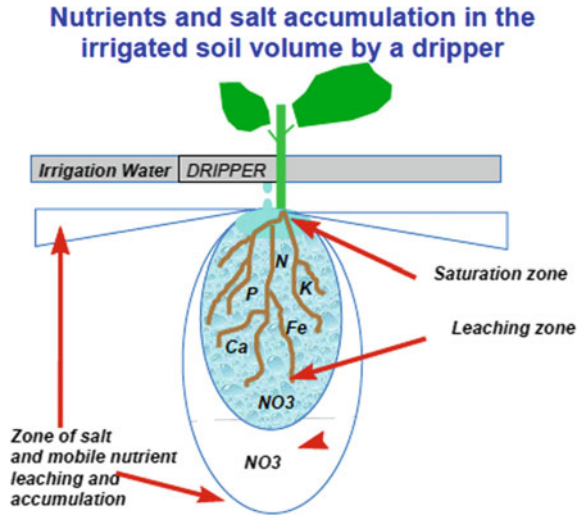 Nutrients and salt accumulation in the
irrigated soil volume by a dripper
Irrigation Water
DRIPPER
N
P
K
Saturation zone
Fe
Ca
Leaching zone
NO3
NO3
Zone of salt
and mobile nutrient
leaching and
accumulation